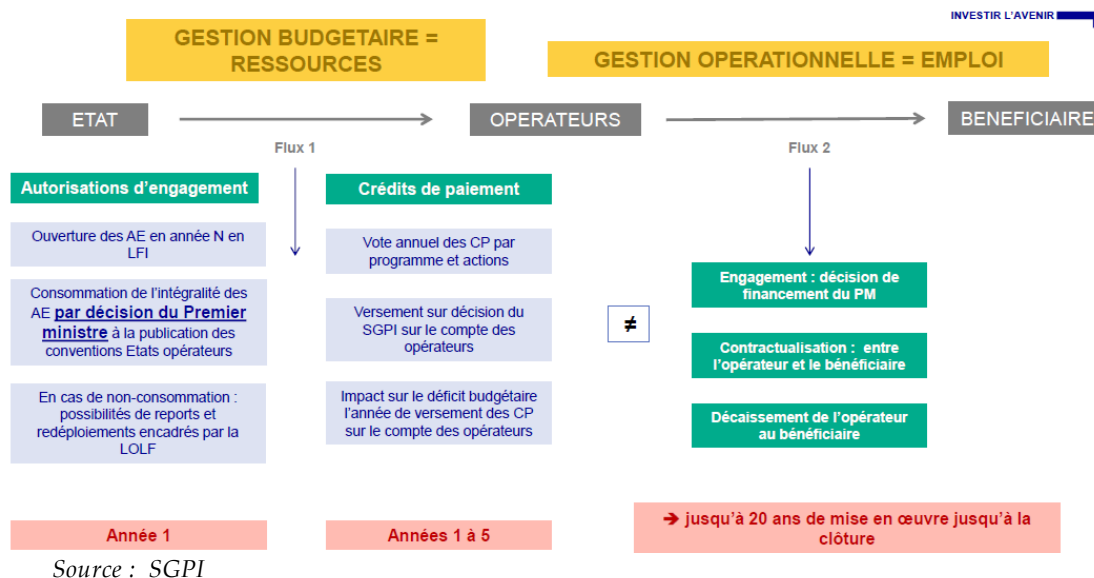 INVESTIR L'AVENIR
GESTION BUDGETAIRE =
RESSOURCES
GESTION OPERATIONNELLE = EMPLOI
ETAT
OPERATEURS
BENEFICIAIRE
Flux 1
Flux 2
Autorisations d'engagement
Ouverture des AE en année N en
LFI
Consommation de l'intégralité des
AE par décision du Premier
ministre à la publication des
conventions Etats opérateurs
En cas de non-consommation :
possibilités de reports et
redéploiements encadrés par la
LOLF
Année 1
Crédits de paiement
Vote annuel des CP par
programme et actions
Versement sur décision du
SGPI sur le compte des
opérateurs
Impact sur le déficit budgétaire
l'année de versement des CP
sur le compte des opérateurs
Années 1 à 5
≠
Engagement : décision de
financement du PM
Contractualisation : entre
l'opérateur et le bénéficiaire
Décaissement de l'opérateur
au bénéficiaire
➔ jusqu'à 20 ans de mise en œuvre jusqu'à la
clôture
Source : SGPI